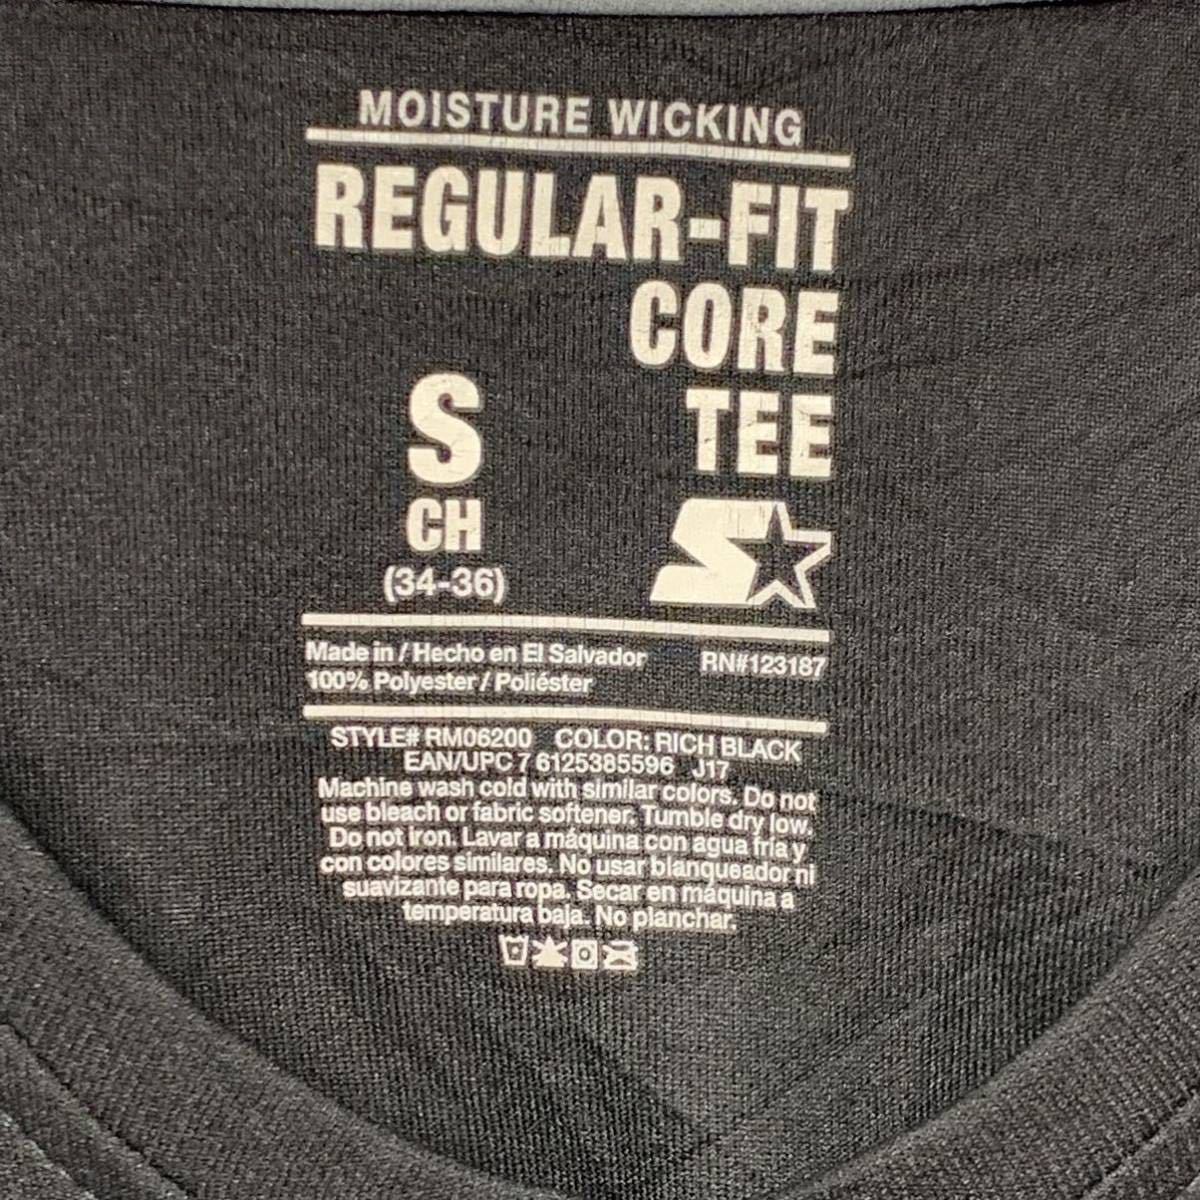 MOISTURE WICKING
REGULAR-FIT
CORE
TEE
S
CH
(34-36)
Made in / Hecho en El Salvador RN#123187
100% Polyester / Poliéster
STYLE# RM06200 COLOR: RICH BLACK
EAN/UPC 7 6125385596 J17
Machine wash cold with similar colors. Do not
use bleach or fabric softener. Tumble dry low.
Do not iron. Lavar a máquina con agua fría y
con colores similares. No usar blanqueador ni
suavizante para ropa. Secar en máquina a
temperatura baja. No planchar.